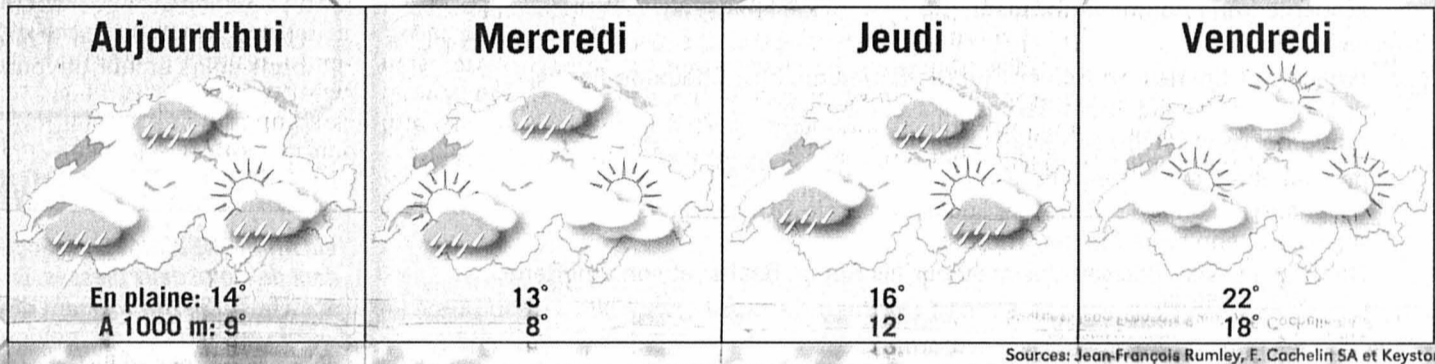 Aujourd'hui
En plaine: 14°
A 1000 m: 9°
Mercredi
13°
8°
Jeudi
16°
12°
Vendredi
22°
18°
Sources: Jean-François Rumley, F. Cachelin SA et Keysto